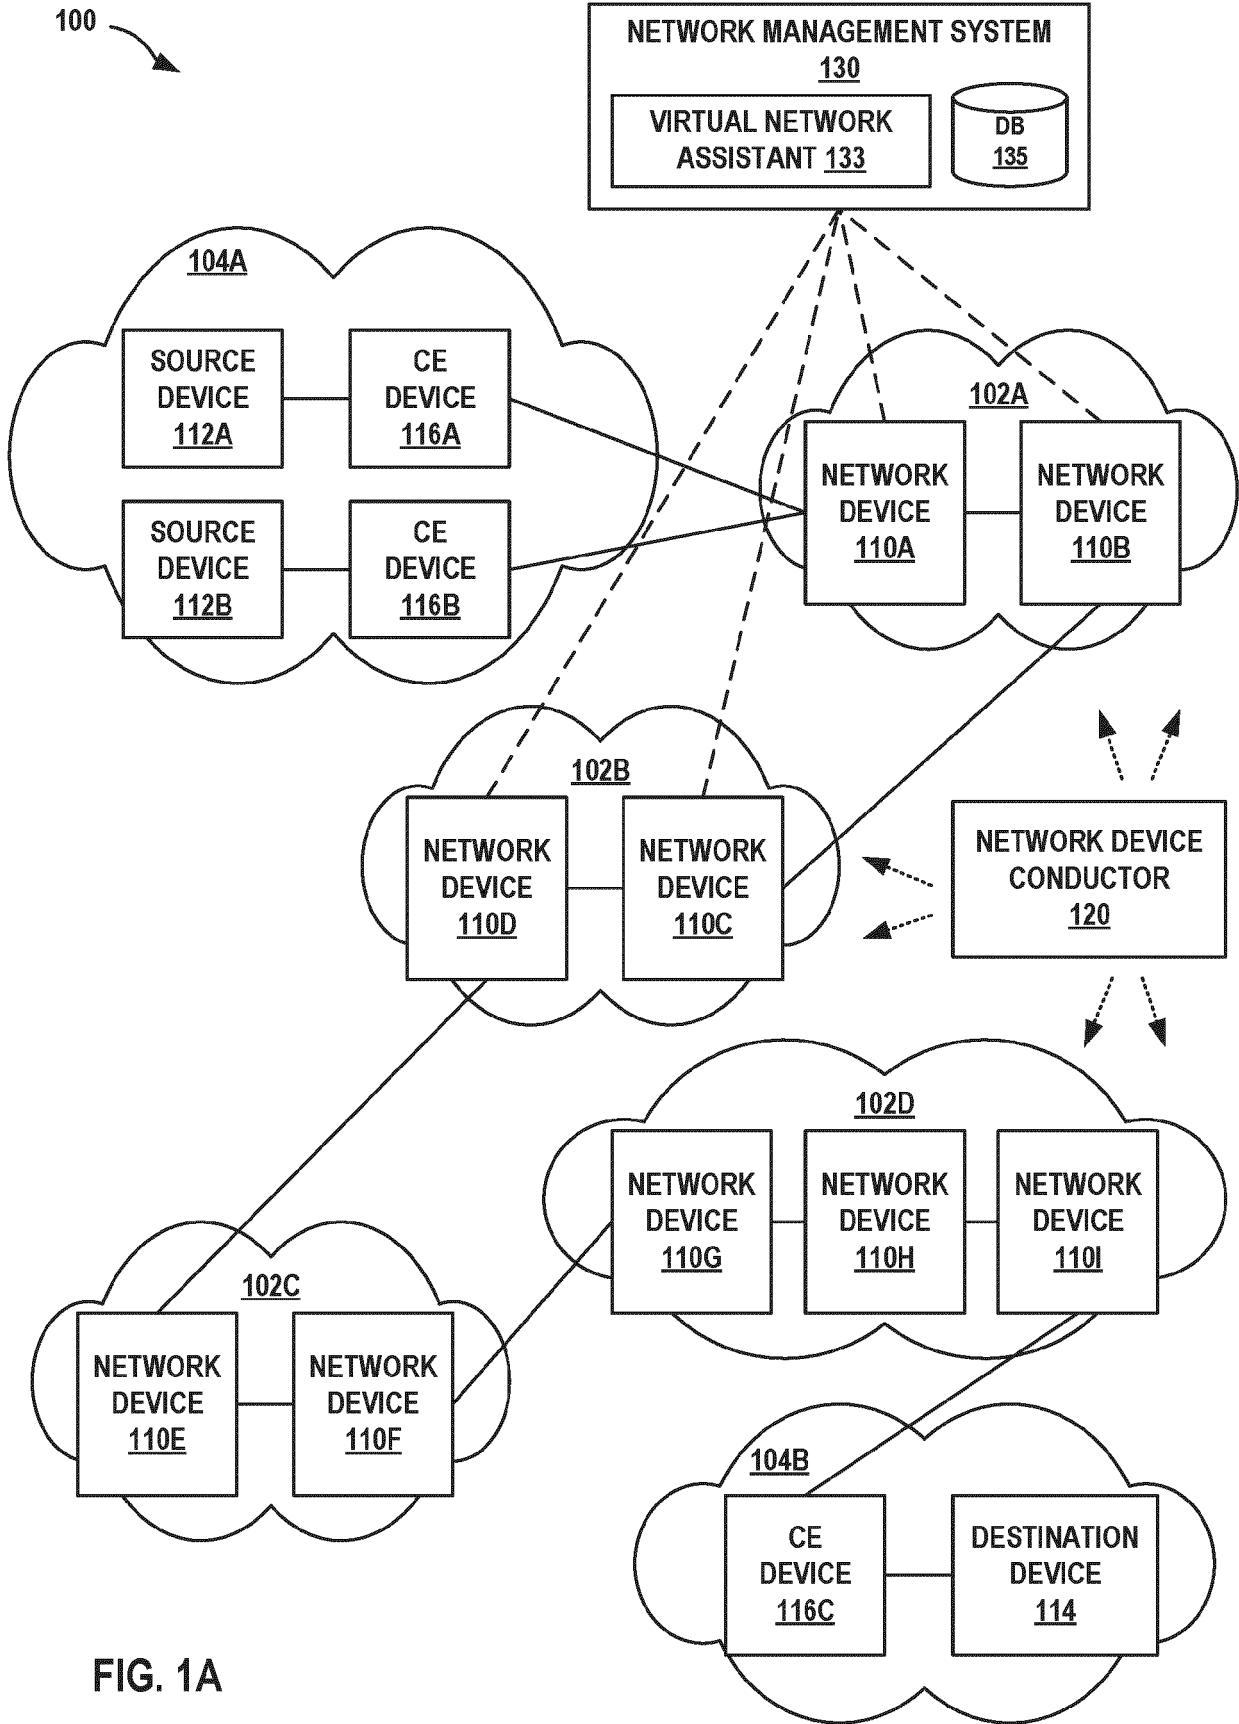 100
NETWORK MANAGEMENT SYSTEM
130
VIRTUAL NETWORK
ASSISTANT 133
DB
135
104A
SOURCE
DEVICE
112A
CE
DEVICE
116A
SOURCE
DEVICE
112B
CE
DEVICE
116B
102A
NETWORK
DEVICE
110A
NETWORK
DEVICE
110B
102B
NETWORK
DEVICE
110D
NETWORK
DEVICE
110C
NETWORK DEVICE
CONDUCTOR
120
102D
NETWORK
DEVICE
110G
NETWORK
DEVICE
110H
NETWORK
DEVICE
110I
102C
NETWORK
DEVICE
110E
NETWORK
DEVICE
110F
104B
CE
DEVICE
116C
DESTINATION
DEVICE
114
FIG. 1A